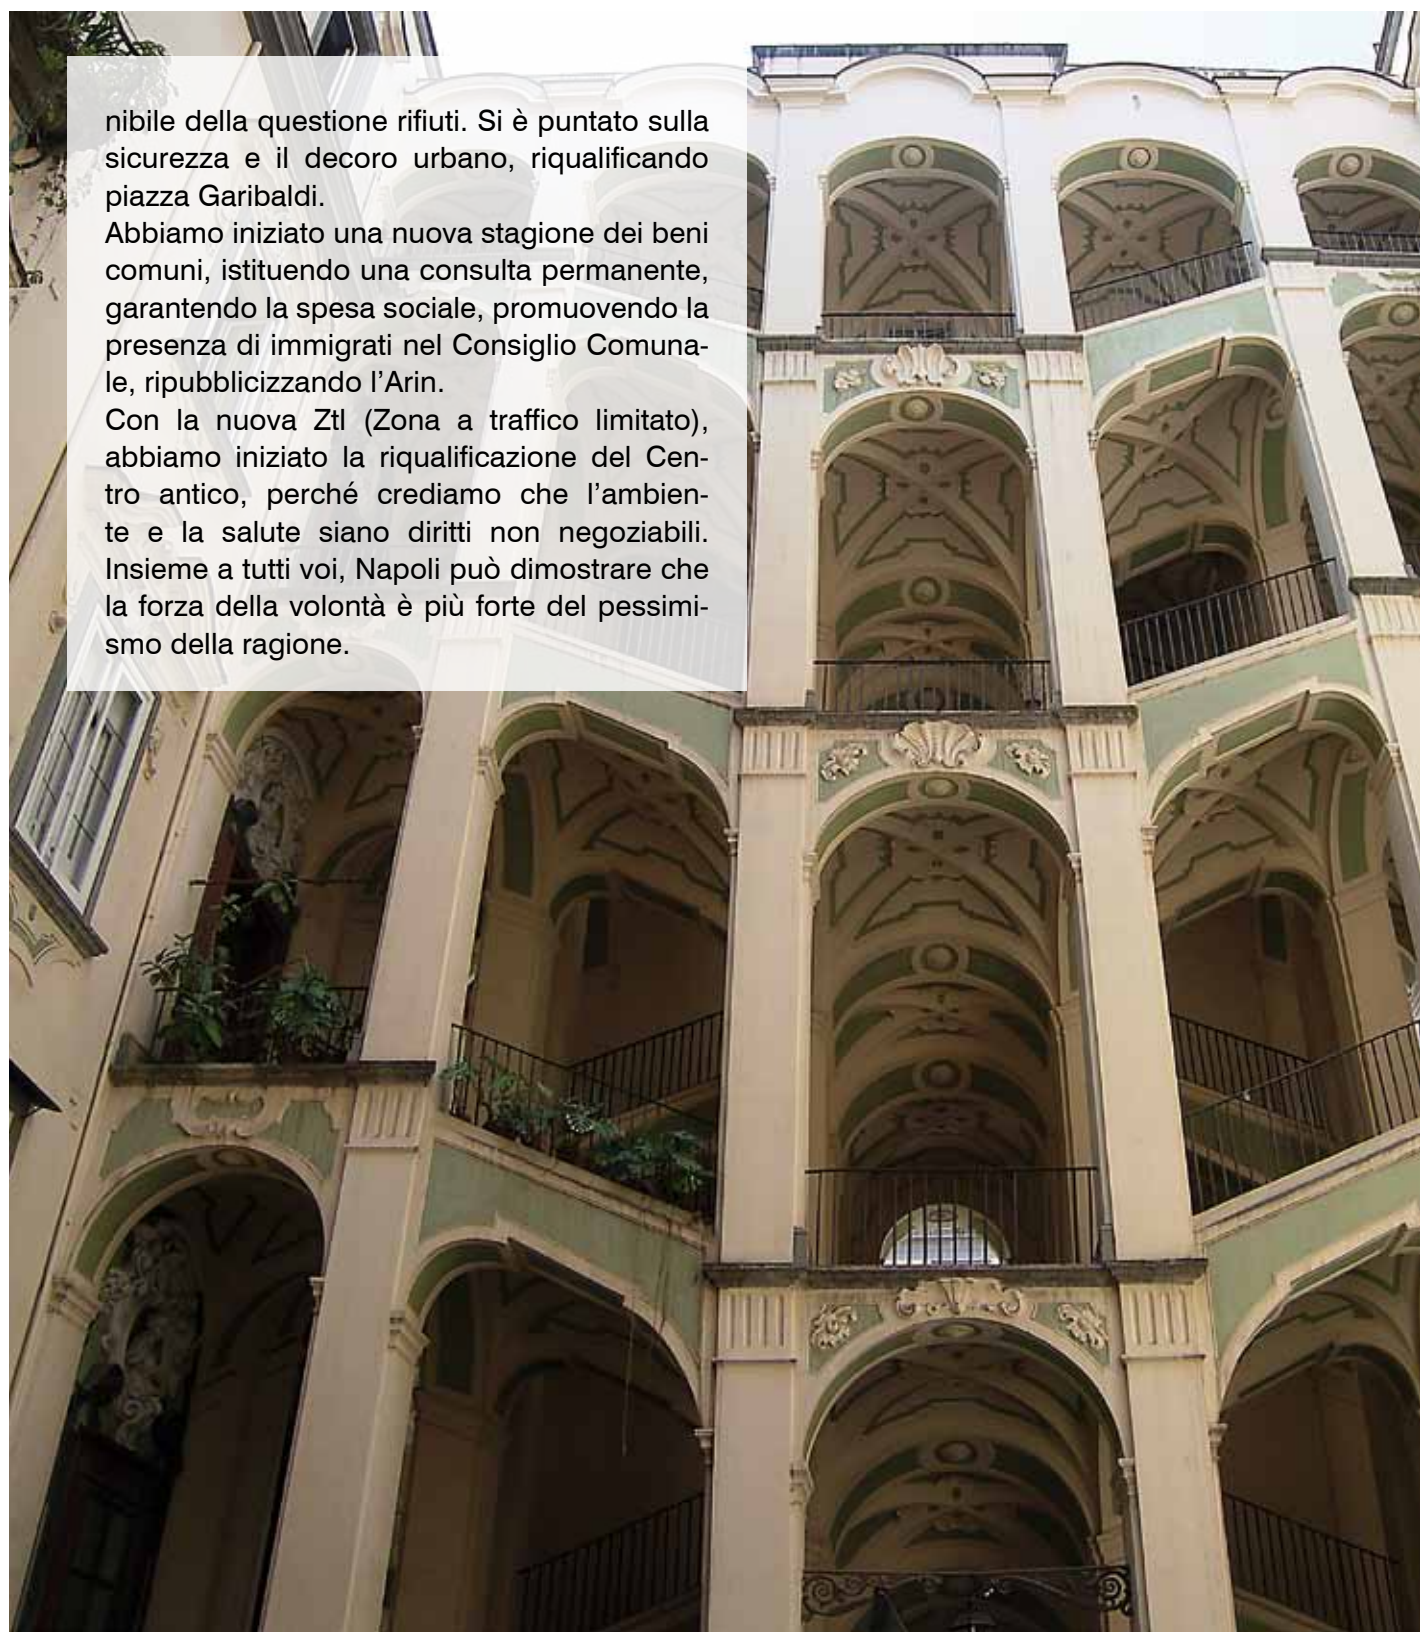 nibile della questione rifiuti. Si è puntato sulla
sicurezza e il decoro urbano, riqualificando
piazza Garibaldi.
Abbiamo iniziato una nuova stagione dei beni
comuni, istituendo una consulta permanente,
garantendo la spesa sociale, promuovendo la
presenza di immigrati nel Consiglio Comuna-
le, ripubblicizzando l’Arin.
Con la nuova Ztl (Zona a traffico limitato),
abbiamo iniziato la riqualificazione del Cen-
tro antico, perché crediamo che l’ambien-
te e la salute siano diritti non negoziabili.
Insieme a tutti voi, Napoli può dimostrare che
la forza della volontà è più forte del pessimi-
smo della ragione.